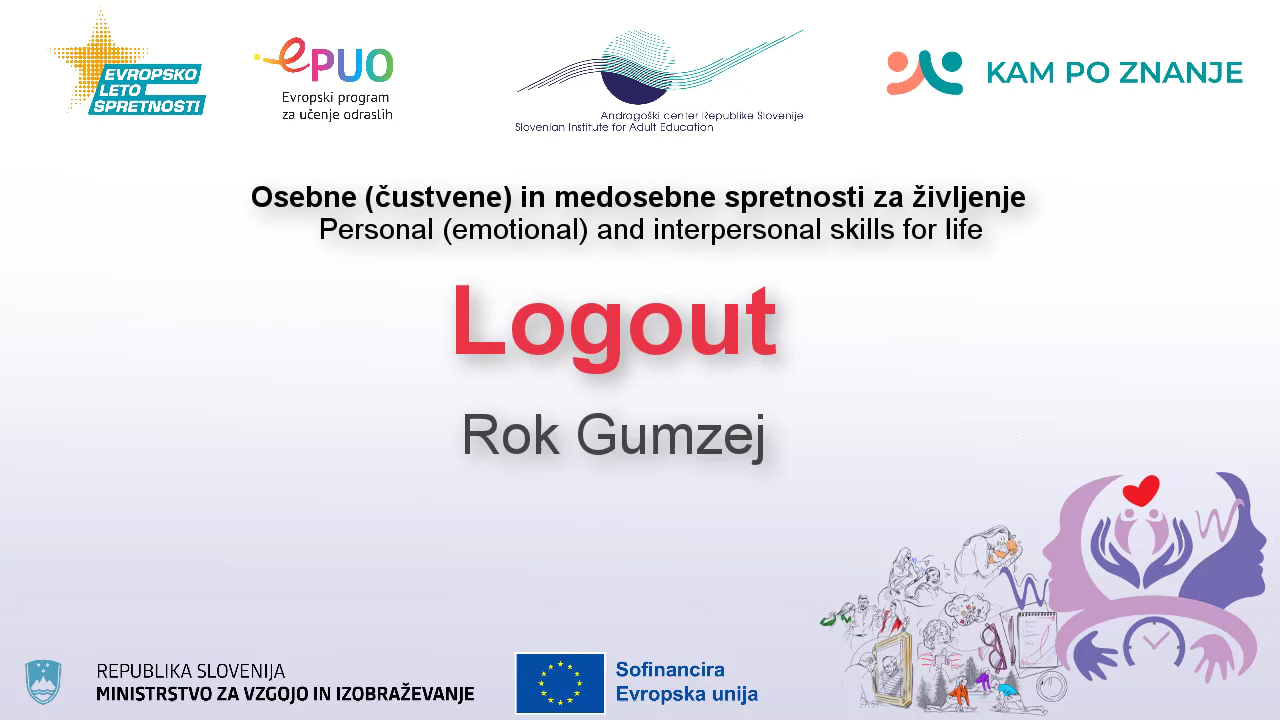 EVROPSKO
LETO
SPRETNOSTI
ePUO
Evropski program
za učenje odraslih
Andragoški center Republike Slovenije
Slovenian Institute for Adult Education
KAM PO ZNANJE
Osebne (čustvene) in medosebne spretnosti za življenje
Personal (emotional) and interpersonal skills for life
Logout
Rok Gumzej
REPUBLIKA SLOVENIJA
MINISTRSTVO ZA VZGOJO IN IZOBRAŽEVANJE
Sofinancira
Evropska unija